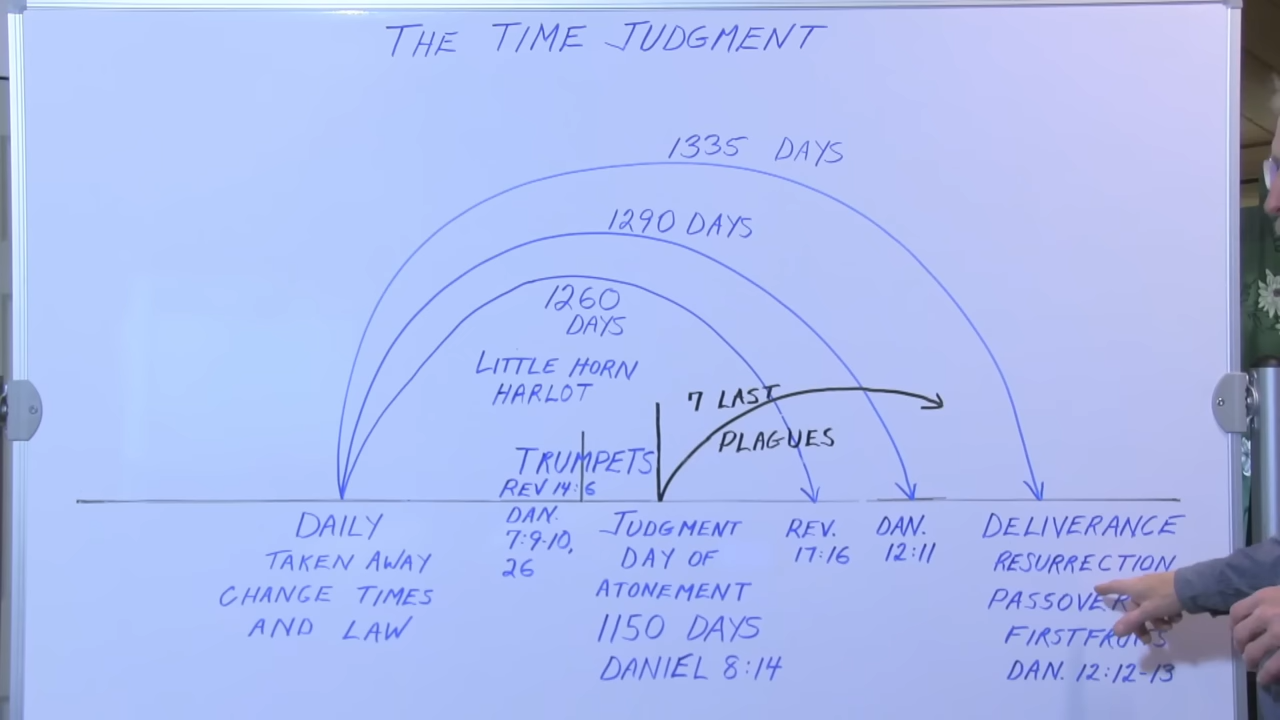 THE TIME JUDGMENT
1335 DAYS
1290 DAYS
1260
DAYS
LITTLE HORN
HARLOT
7 LAST
PLAGUES
TRUMPETS
REV 14:6
DAN.
7:9-10,
26
DAILY
TAKEN AWAY
CHANGE TIMES
AND LAW
JUDGMENT
DAY OF
ATONEMENT
1150 DAYS
DANIEL 8:14
REV.
17:16
DAN.
12:11
DELIVERANCE
RESURRECTION
PASSOVER
FIRSTFRUITS
DAN. 12:12-13